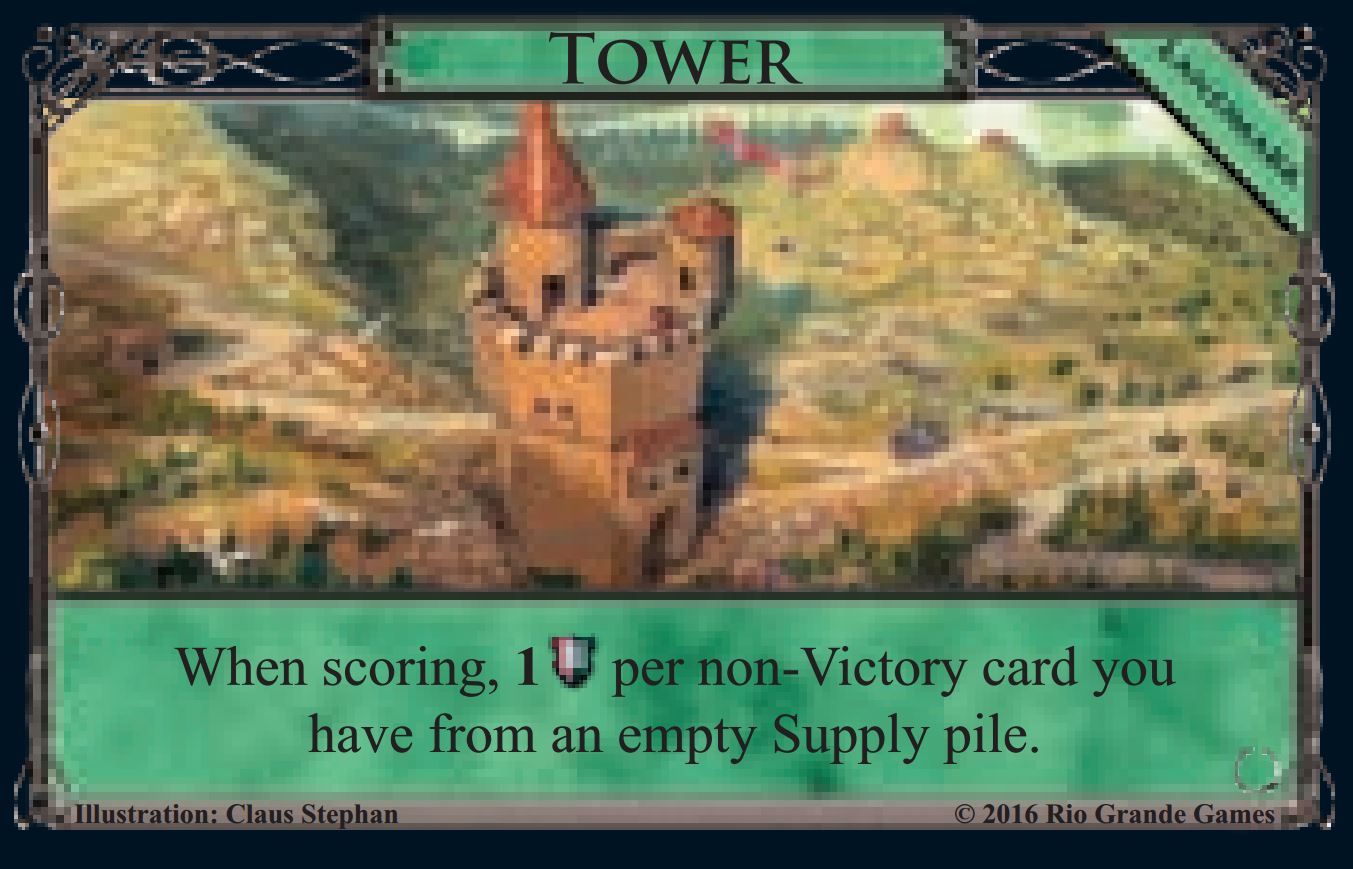 TOWER
LANDMARK
When scoring, 1 per non-Victory card you
have from an empty Supply pile.
Illustration: Claus Stephan
© 2016 Rio Grande Games